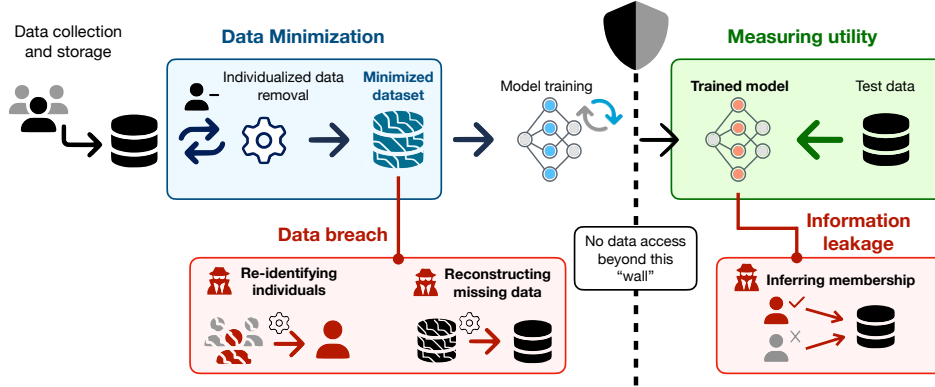 Data collection
and storage
Data Minimization
Individualized data
removal
Minimized
dataset
Model training
Measuring utility
Trained model
Test data
Data breach
Re-identifying
individuals
Reconstructing
missing data
No data access
beyond this
“wall”
Information
leakage
Inferring membership